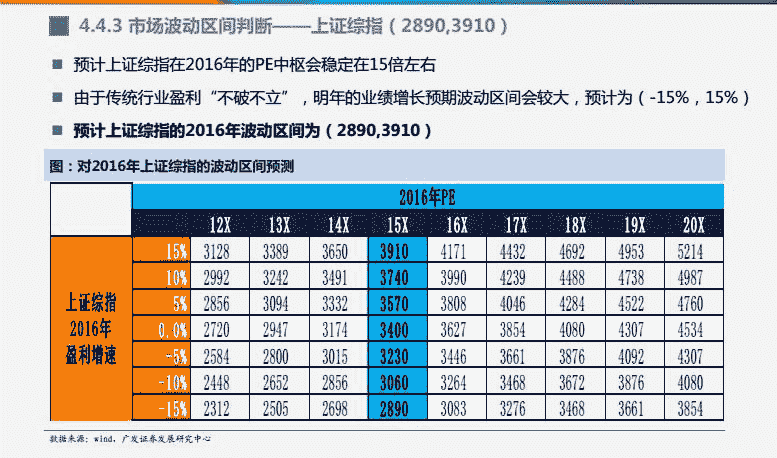 4.4.3 市场波动区间判断——上证综指（2890,3910）
预计上证综指在2016年的PE中枢会稳定在15倍左右
由于传统行业盈利“不破不立”，明年的业绩增长预期波动区间会较大，预计为（-15%，15%）
预计上证综指的2016年波动区间为（2890,3910）
图：对2016年上证综指的波动区间预测
2016年PE
12X 13X 14X 15X 16X 17X 18X 19X 20X
上证综指
2016年
盈利增速
15% 3128 3389 3650 3910 4171 4432 4692 4953 5214
10% 2992 3242 3491 3740 3990 4239 4488 4738 4987
5% 2856 3094 3332 3570 3808 4046 4284 4522 4760
0.0% 2720 2947 3174 3400 3627 3854 4080 4307 4534
-5% 2584 2800 3015 3230 3446 3661 3876 4092 4307
-10% 2448 2652 2856 3060 3264 3468 3672 3876 4080
-15% 2312 2505 2698 2890 3083 3276 3468 3661 3854
数据来源：wind，广发证券发展研究中心